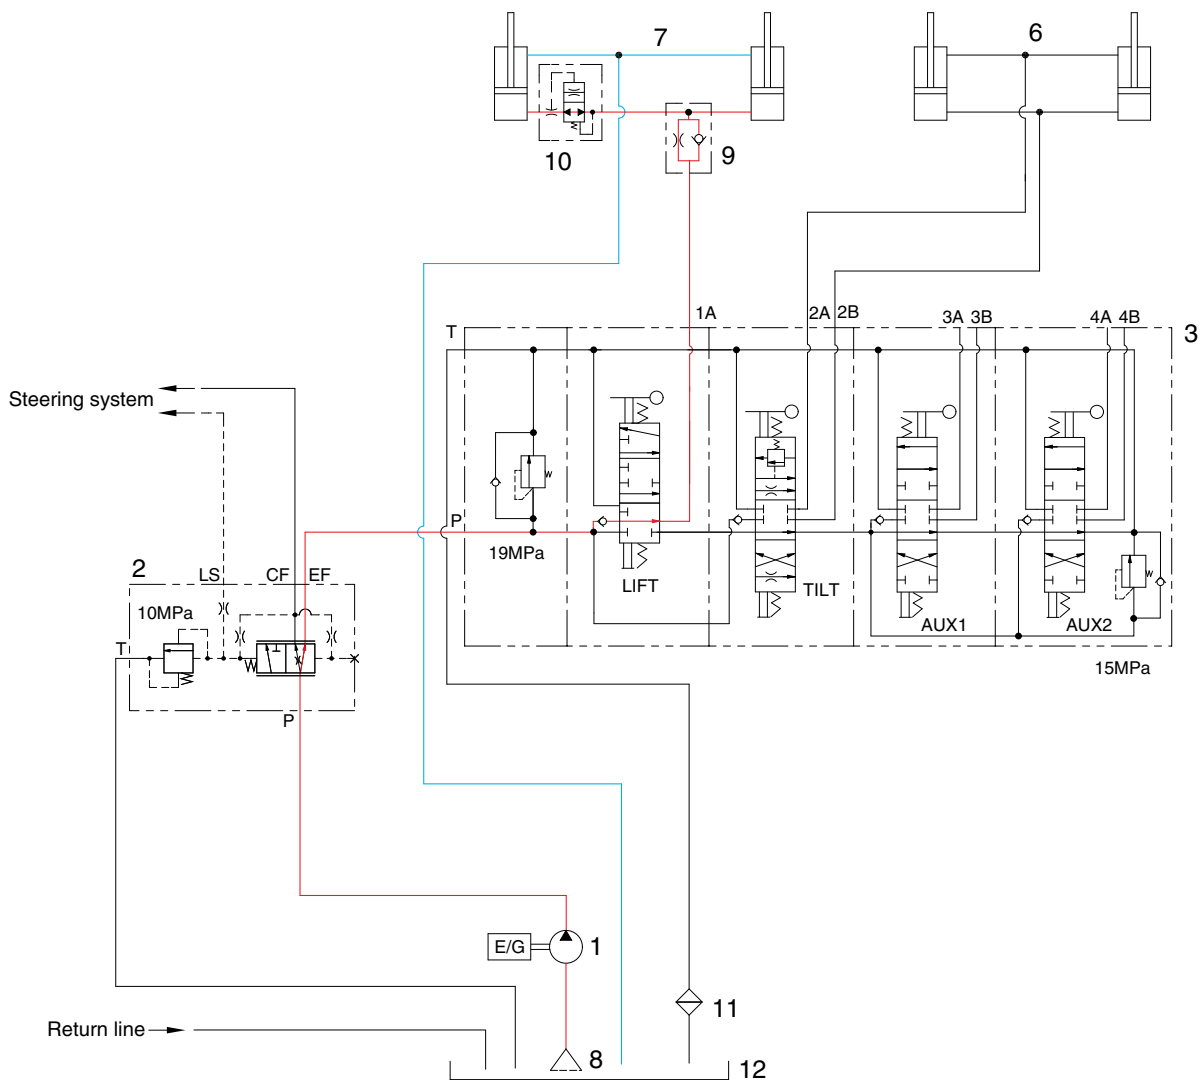 7
6
10
9
1A
2A 2B
3A 3B
4A 4B
T
3
Steering system
P
19MPa
LIFT
TILT
AUX1
AUX2
15MPa
2
LS
CF
EF
10MPa
T
P
E/G
1
11
Return line
8
12